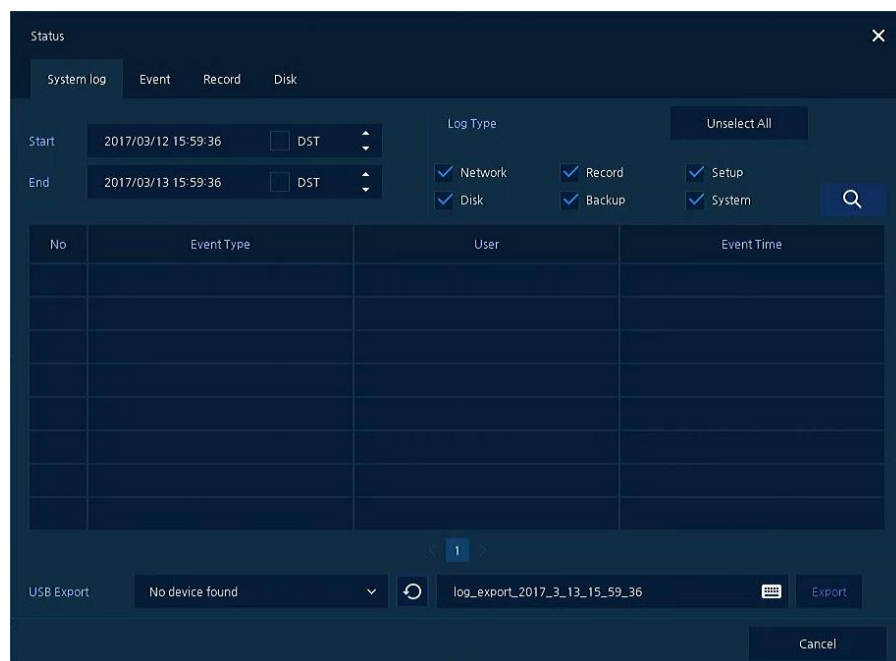 Status
System log Event Record Disk
Log Type Unselect All
Start 2017/03/12 15:59:36 DST
End 2017/03/13 15:59:36 DST
Network Record Setup
Disk Backup System
No Event Type User Event Time
1
USB Export No device found log_export_2017_3_13_15_59_36 Export
Cancel